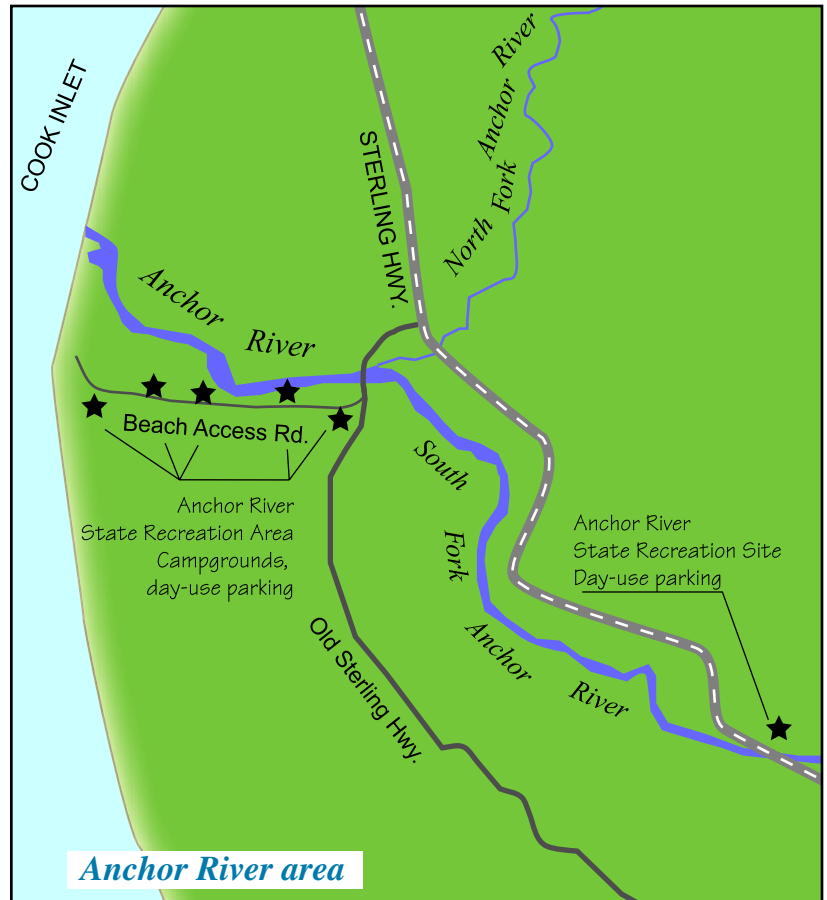 COOK INLET
STERLING HWY.
North Fork Anchor River
Anchor River
Beach Access Rd.
Anchor River
State Recreation Area
Campgrounds,
day-use parking
South Fork Anchor River
Anchor River
State Recreation Site
Day-use parking
Old Sterling Hwy.
Anchor River area